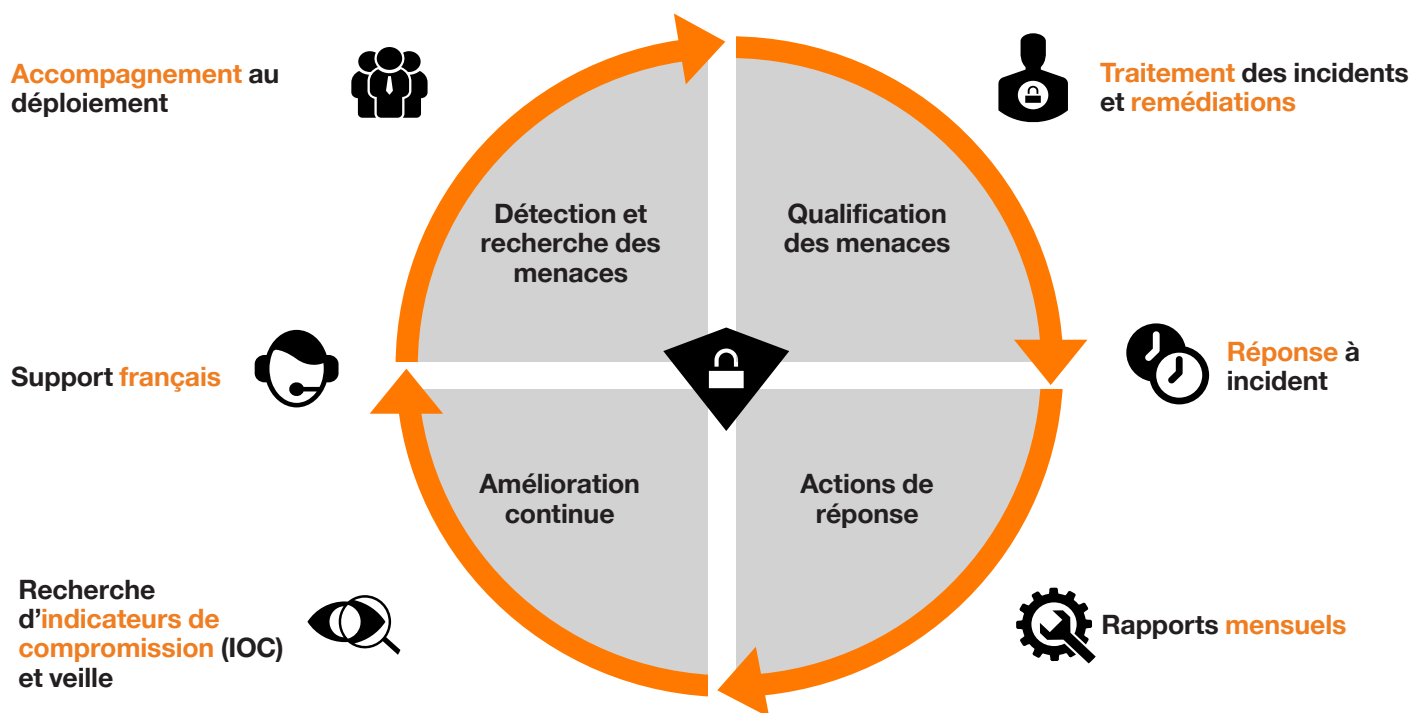 Accompagnement au
déploiement
Traitement des incidents
et remédiations
Détection et
recherche des
menaces
Qualification
des menaces
Support français
Réponse à
incident
Amélioration
continue
Actions de
réponse
Recherche
d'indicateurs de
compromission (IOC)
et veille
Rapports mensuels